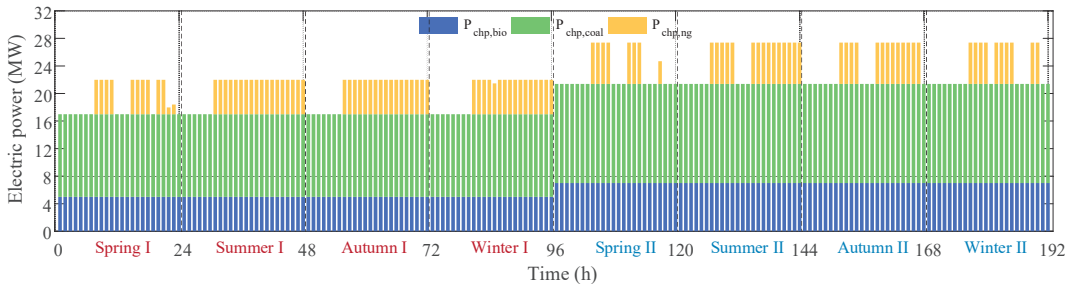 32
28
24
20
16
12
8
4
0
Electric power (MW)
P chp,bio
P chp,coal
P chp,ng
0 Spring I 24 Summer I 48 Autumn I 72 Winter I 96 Spring II 120 Summer II 144 Autumn II 168 Winter II 192
Time (h)